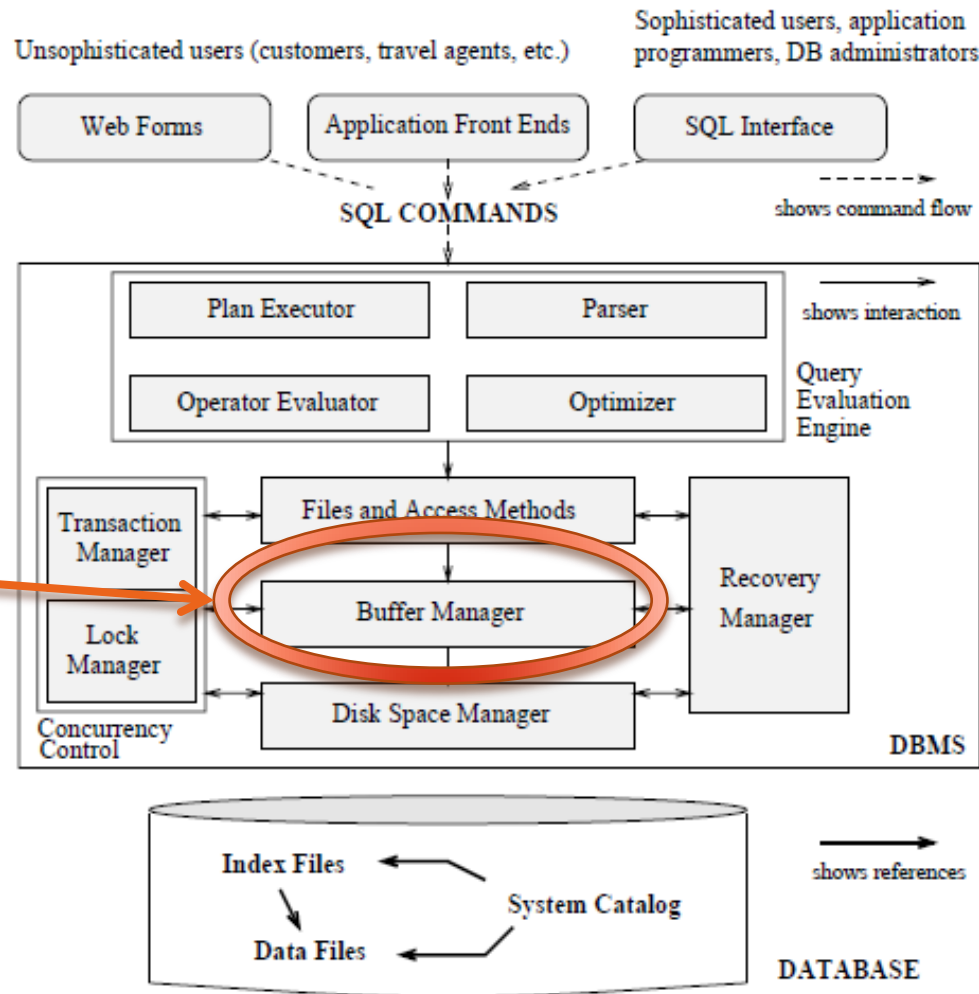 Unsophisticated users (customers, travel agents, etc.)
Sophisticated users, application
programmers, DB administrators
Web Forms
Application Front Ends
SQL Interface
SQL COMMANDS
shows command flow
Plan Executor
Parser
shows interaction
Operator Evaluator
Optimizer
Query
Evaluation
Engine
Transaction
Manager
Files and Access Methods
Recovery
Manager
Buffer Manager
Lock
Manager
Disk Space Manager
Concurrency
Control
DBMS
Index Files
shows references
System Catalog
Data Files
DATABASE